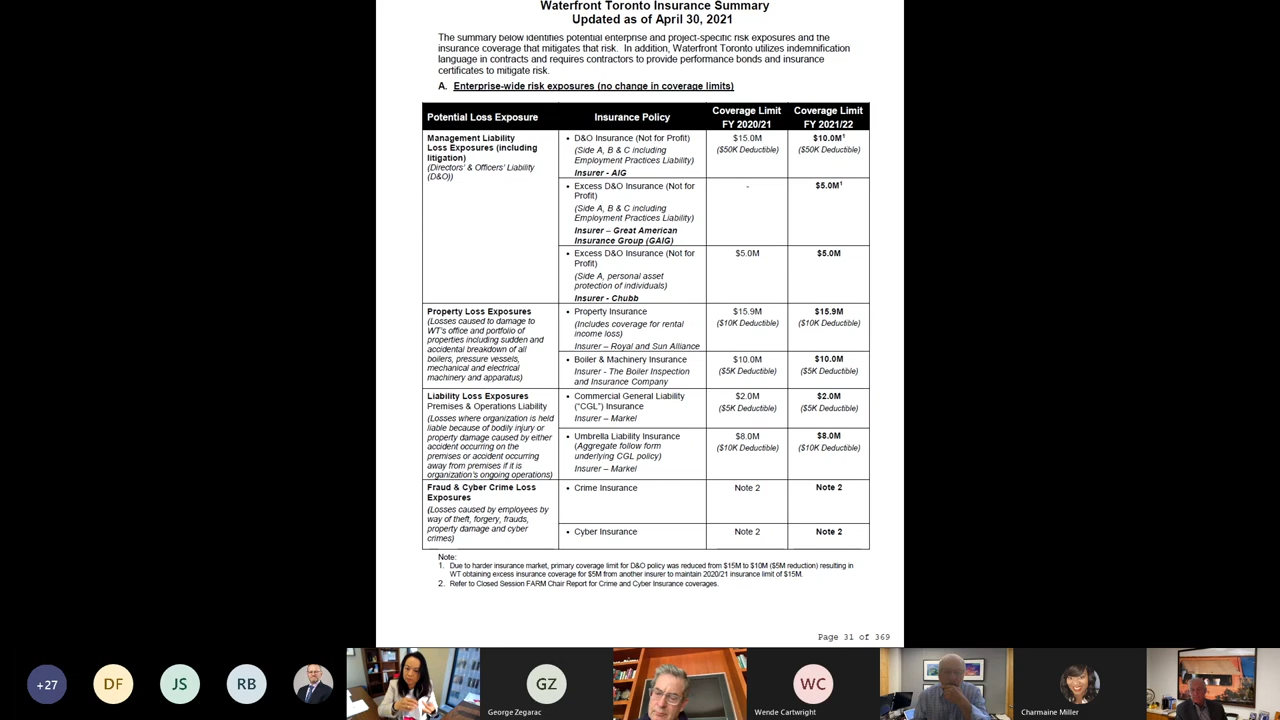 Waterfront Toronto Insurance Summary
Updated as of April 30, 2021
The summary below identifies potential enterprise and project-specific risk exposures and the
insurance coverage that mitigates that risk. In addition, Waterfront Toronto utilizes indemnification
language in contracts and requires contractors to provide performance bonds and insurance
certificates to mitigate risk.
A. Enterprise-wide risk exposures (no change in coverage limits)
Potential Loss Exposure
Insurance Policy
Coverage Limit
FY 2020/21
Coverage Limit
FY 2021/22
Management Liability
Loss Exposures (including
litigation)
(Directors' & Officers' Liability
(D&O))
• D&O Insurance (Not for Profit)
(Side A, B & C including
Employment Practices Liability)
Insurer - AIG
$15.0M
($50K Deductible)
$10.0M¹
($50K Deductible)
• Excess D&O Insurance (Not for
Profit)
(Side A, B & C including
Employment Practices Liability)
Insurer – Great American
Insurance Group (GAIG)
-
$5.0M¹
• Excess D&O Insurance (Not for
Profit)
(Side A, personal asset
protection of individuals)
Insurer - Chubb
$5.0M
$5.0M
Property Loss Exposures
(Losses caused to damage to
WT's office and portfolio of
properties including sudden and
accidental breakdown of all
boilers, pressure vessels,
mechanical and electrical
machinery and apparatus)
• Property Insurance
(Includes coverage for rental
income loss)
Insurer – Royal and Sun Alliance
$15.9M
($10K Deductible)
$15.9M
($10K Deductible)
• Boiler & Machinery Insurance
Insurer - The Boiler Inspection
and Insurance Company
$10.0M
($5K Deductible)
$10.0M
($5K Deductible)
Liability Loss Exposures
Premises & Operations Liability
(Losses where organization is held
liable because of bodily injury or
property damage caused by either
accident occurring on the
premises or accident occurring
away from premises if it is
organization's ongoing operations)
• Commercial General Liability
("CGL") Insurance
Insurer – Markel
$2.0M
($5K Deductible)
$2.0M
($5K Deductible)
• Umbrella Liability Insurance
(Aggregate follow form
underlying CGL policy)
Insurer – Markel
$8.0M
($10K Deductible)
$8.0M
($10K Deductible)
Fraud & Cyber Crime Loss
Exposures
(Losses caused by employees by
way of theft, forgery, frauds,
property damage and cyber
crimes)
• Crime Insurance
Note 2
Note 2
• Cyber Insurance
Note 2
Note 2
Note:
1. Due to harder insurance market, primary coverage limit for D&O policy was reduced from $15M to $10M ($5M reduction) resulting in
WT obtaining excess insurance coverage for $5M from another insurer to maintain 2020/21 insurance limit of $15M.
2. Refer to Closed Session FARM Chair Report for Crime and Cyber Insurance coverages.
Page 31 of 369
+27
DF
JS
RB
GZ
George Zegarac
WC
Wende Cartwright
Charmaine Miller